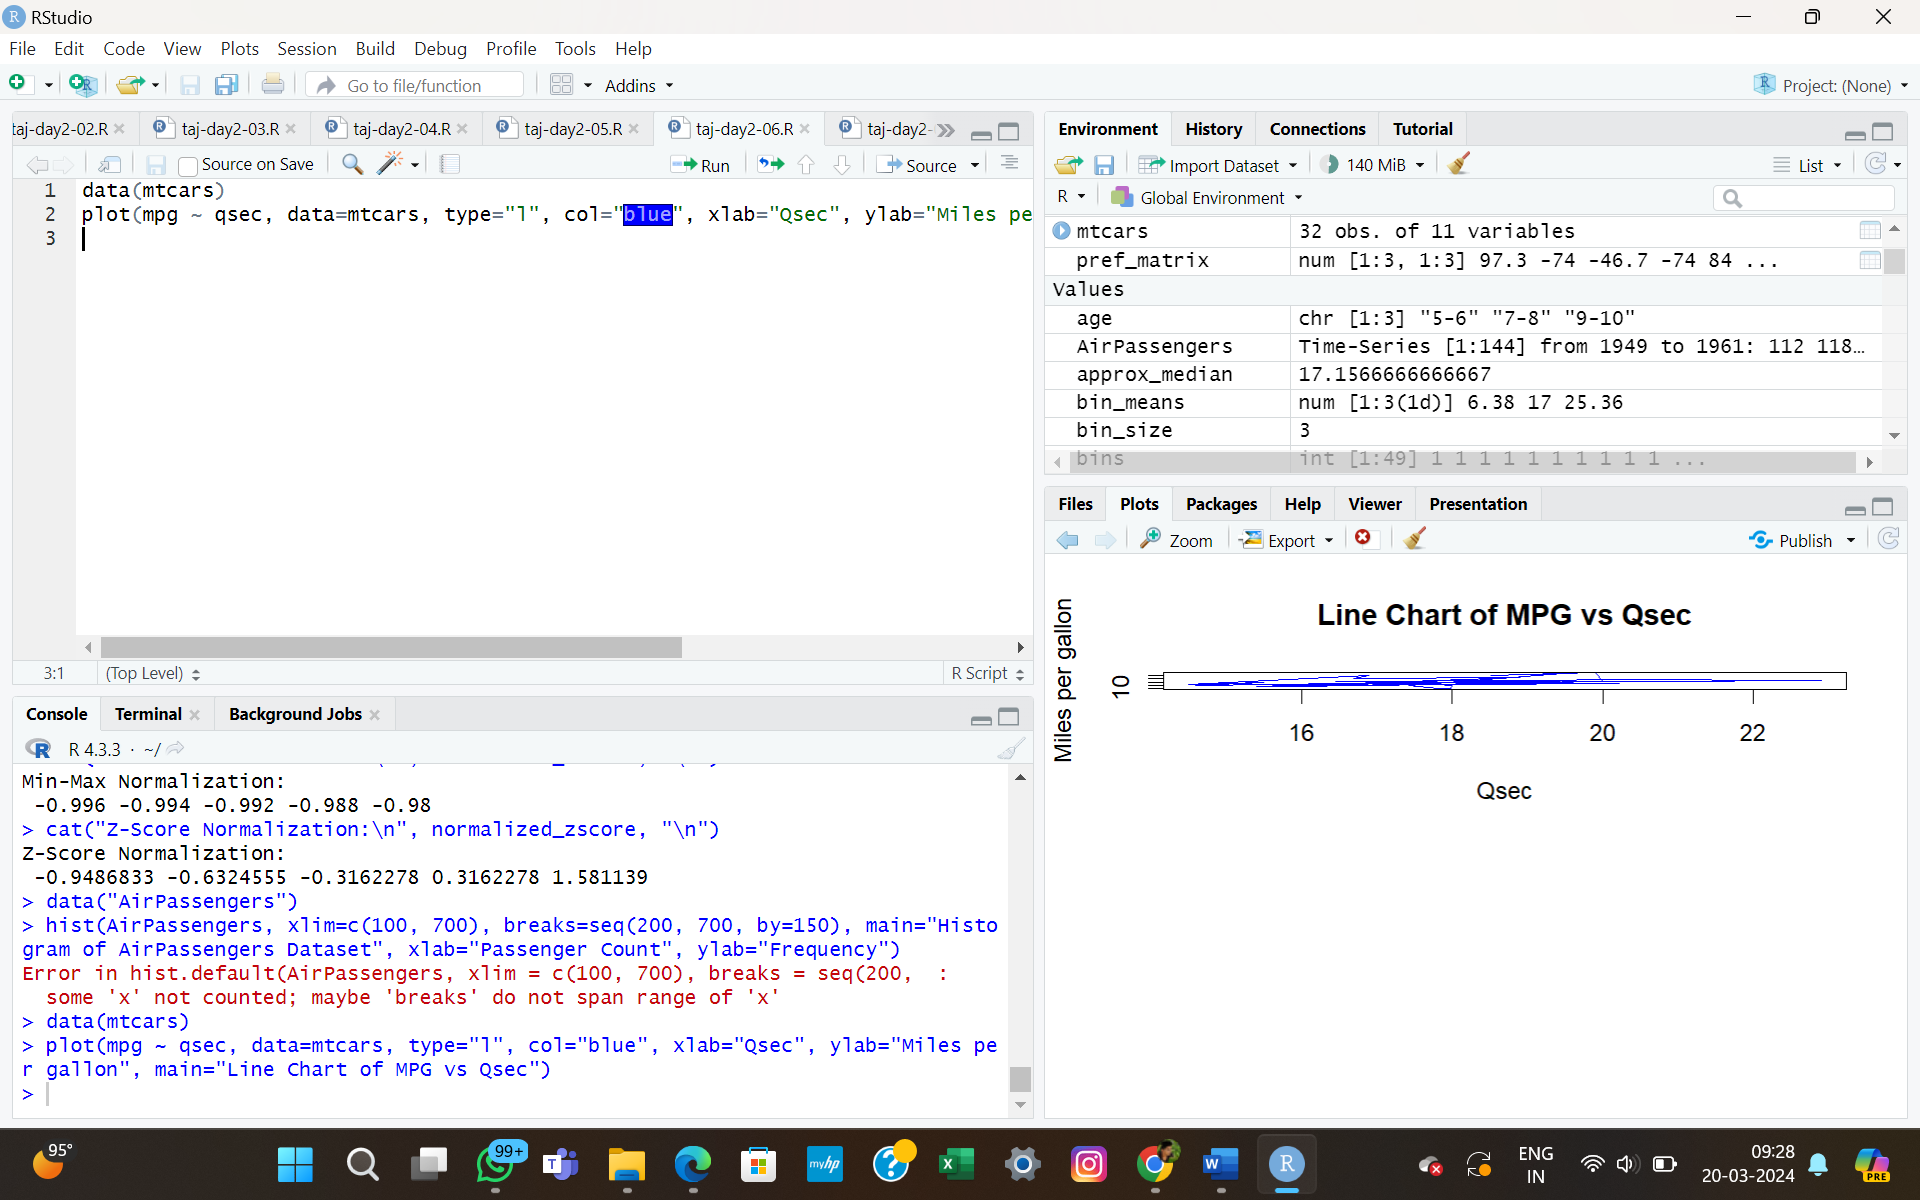 RStudio
File Edit Code View Plots Session Build Debug Profile Tools Help
Go to file/function Addins Project: (None)
taj-day2-02.R taj-day2-03.R taj-day2-04.R taj-day2-05.R taj-day2-06.R taj-day2-
Source on Save Run Source
1 data(mtcars)
2 plot(mpg ~ qsec, data=mtcars, type="l", col="blue", xlab="Qsec", ylab="Miles pe
3
3:1 (Top Level) R Script
Console Terminal Background Jobs
R 4.3.3 · ~/
Min-Max Normalization:
-0.996 -0.994 -0.992 -0.988 -0.98
> cat("Z-Score Normalization:\n", normalized_zscore, "\n")
Z-Score Normalization:
-0.9486833 -0.6324555 -0.3162278 0.3162278 1.581139
> data("AirPassengers")
> hist(AirPassengers, xlim=c(100, 700), breaks=seq(200, 700, by=150), main="Histo
gram of AirPassengers Dataset", xlab="Passenger Count", ylab="Frequency")
Error in hist.default(AirPassengers, xlim = c(100, 700), breaks = seq(200, :
some 'x' not counted; maybe 'breaks' do not span range of 'x'
> data(mtcars)
> plot(mpg ~ qsec, data=mtcars, type="l", col="blue", xlab="Qsec", ylab="Miles pe
r gallon", main="Line Chart of MPG vs Qsec")
>
Environment History Connections Tutorial
Import Dataset 140 MiB List
R Global Environment
mtcars 32 obs. of 11 variables
pref_matrix num [1:3, 1:3] 97.3 -74 -46.7 -74 84 ...
Values
age chr [1:3] "5-6" "7-8" "9-10"
AirPassengers Time-Series [1:144] from 1949 to 1961: 112 118…
approx_median 17.1566666666667
bin_means num [1:3(1d)] 6.38 17 25.36
bin_size 3
bins int [1:49] 1 1 1 1 1 1 1 1 1 1 ...
Files Plots Packages Help Viewer Presentation
Zoom Export Publish
Line Chart of MPG vs Qsec
Miles per gallon
10
16 18 20 22
Qsec
95° 99+ myhp ENG 09:28
IN 20-03-2024 PRE